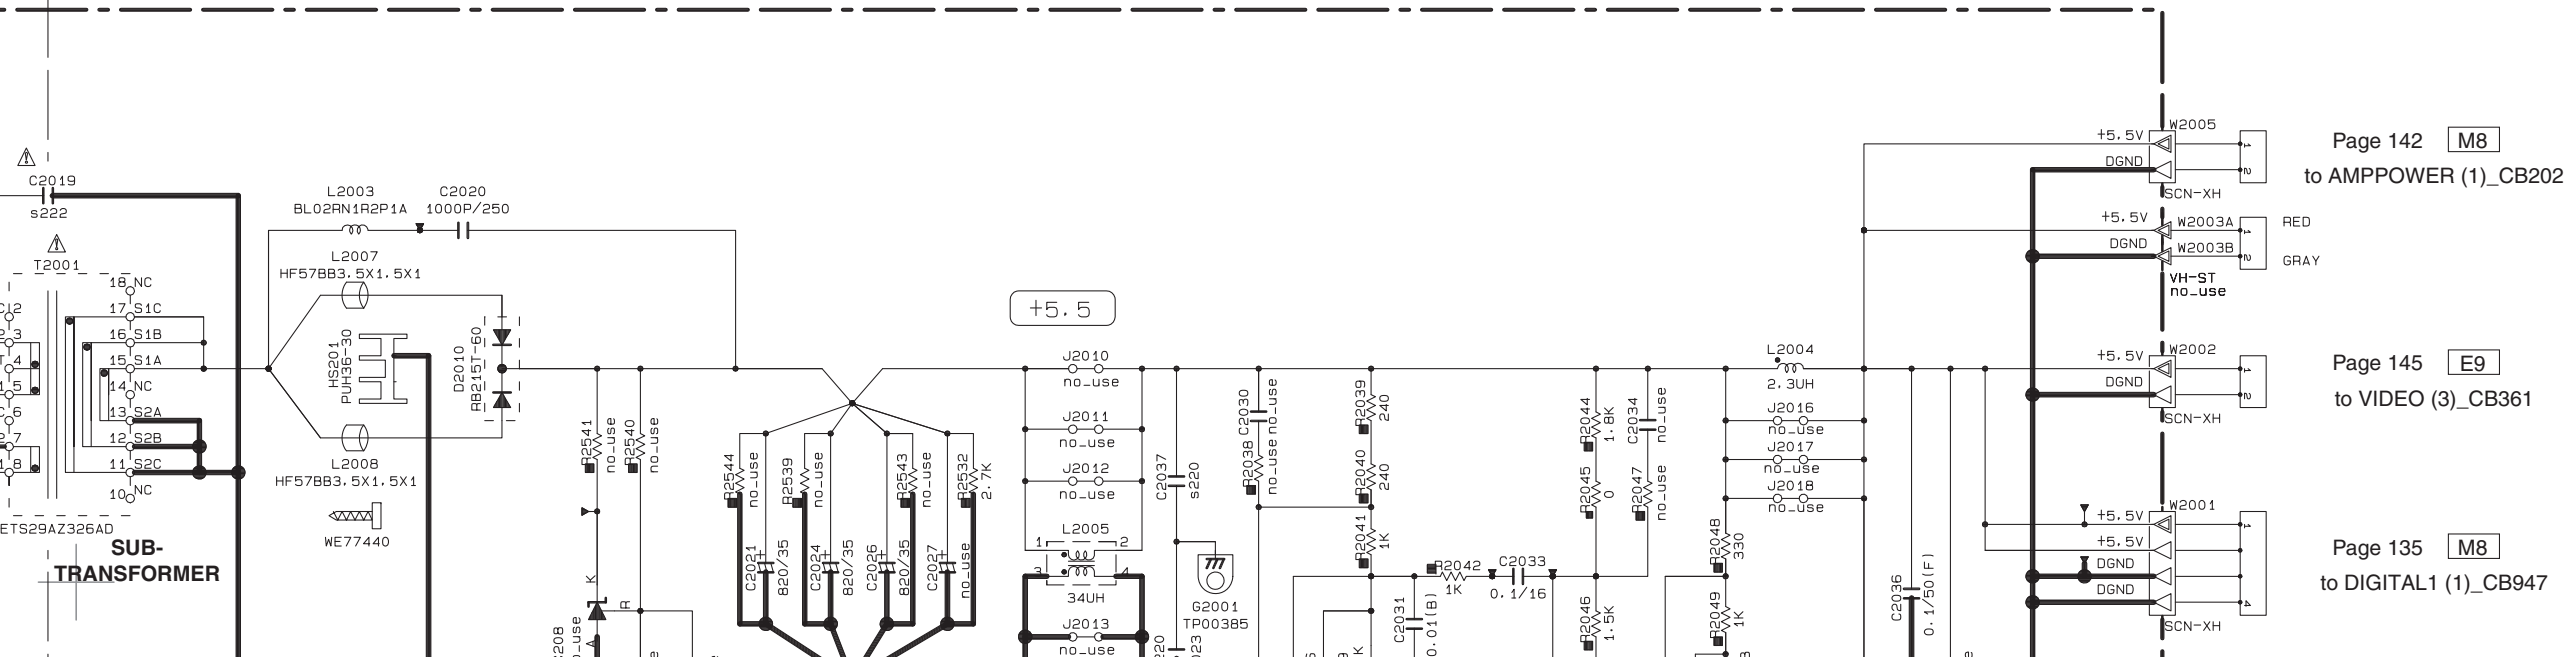 C2019
s222
T2001
ETS29AZ326AD
SUB-
TRANSFORMER
18 NC
17 S1C
16 S1B
15 S1A
14 NC
13 S2A
12 S2B
11 S2C
10 NC
L2003
BL02RN1R2P1A
C2020
1000P/250
L2007
HF57BB3.5X1.5X1
HS201
PUH36-30
L2008
HF57BB3.5X1.5X1
WE77440
D2010
RB215T-60
R2541
no_use
R2540
no_use
K
A
R
R2544
no_use
R2539
no_use
R2543
no_use
R2532
2.7K
C2021
820/35
C2024
820/35
C2026
820/35
C2027
no_use
+5.5
J2010
no_use
J2011
no_use
J2012
no_use
L2005
1
2
3
4
34UH
J2013
no_use
C2037
s220
G2001
TP00385
C2030
no_use
R2038
no_use
R2039
240
R2040
240
R2041
1K
C2031
0.01(B)
R2042
1K
C2033
0.1/16
R2044
1.8K
R2045
0
R2046
1.5K
C2034
no_use
R2047
no_use
L2004
2.3UH
J2016
no_use
J2017
no_use
J2018
no_use
R2048
330
R2049
1K
C2036
0.1/50(F)
+5.5V
DGND
W2005
1
2
SCN-XH
Page 142 M8
to AMPPOWER (1)_CB202
+5.5V
DGND
W2003A
W2003B
1
2
RED
GRAY
VH-ST
no_use
+5.5V
DGND
W2002
1
2
SCN-XH
Page 145 E9
to VIDEO (3)_CB361
+5.5V
+5.5V
DGND
DGND
W2001
1
4
SCN-XH
Page 135 M8
to DIGITAL1 (1)_CB947